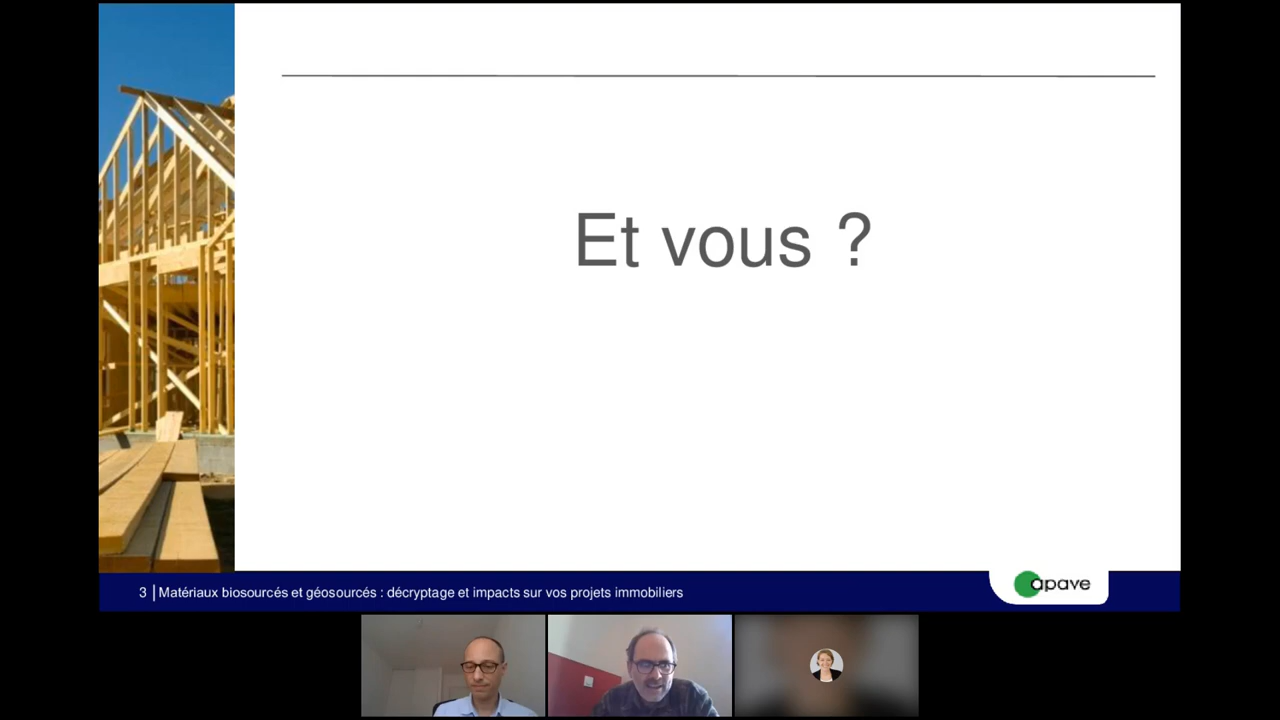 Et vous ?
3 | Matériaux biosourcés et géosourcés : décryptage et impacts sur vos projets immobiliers
apave